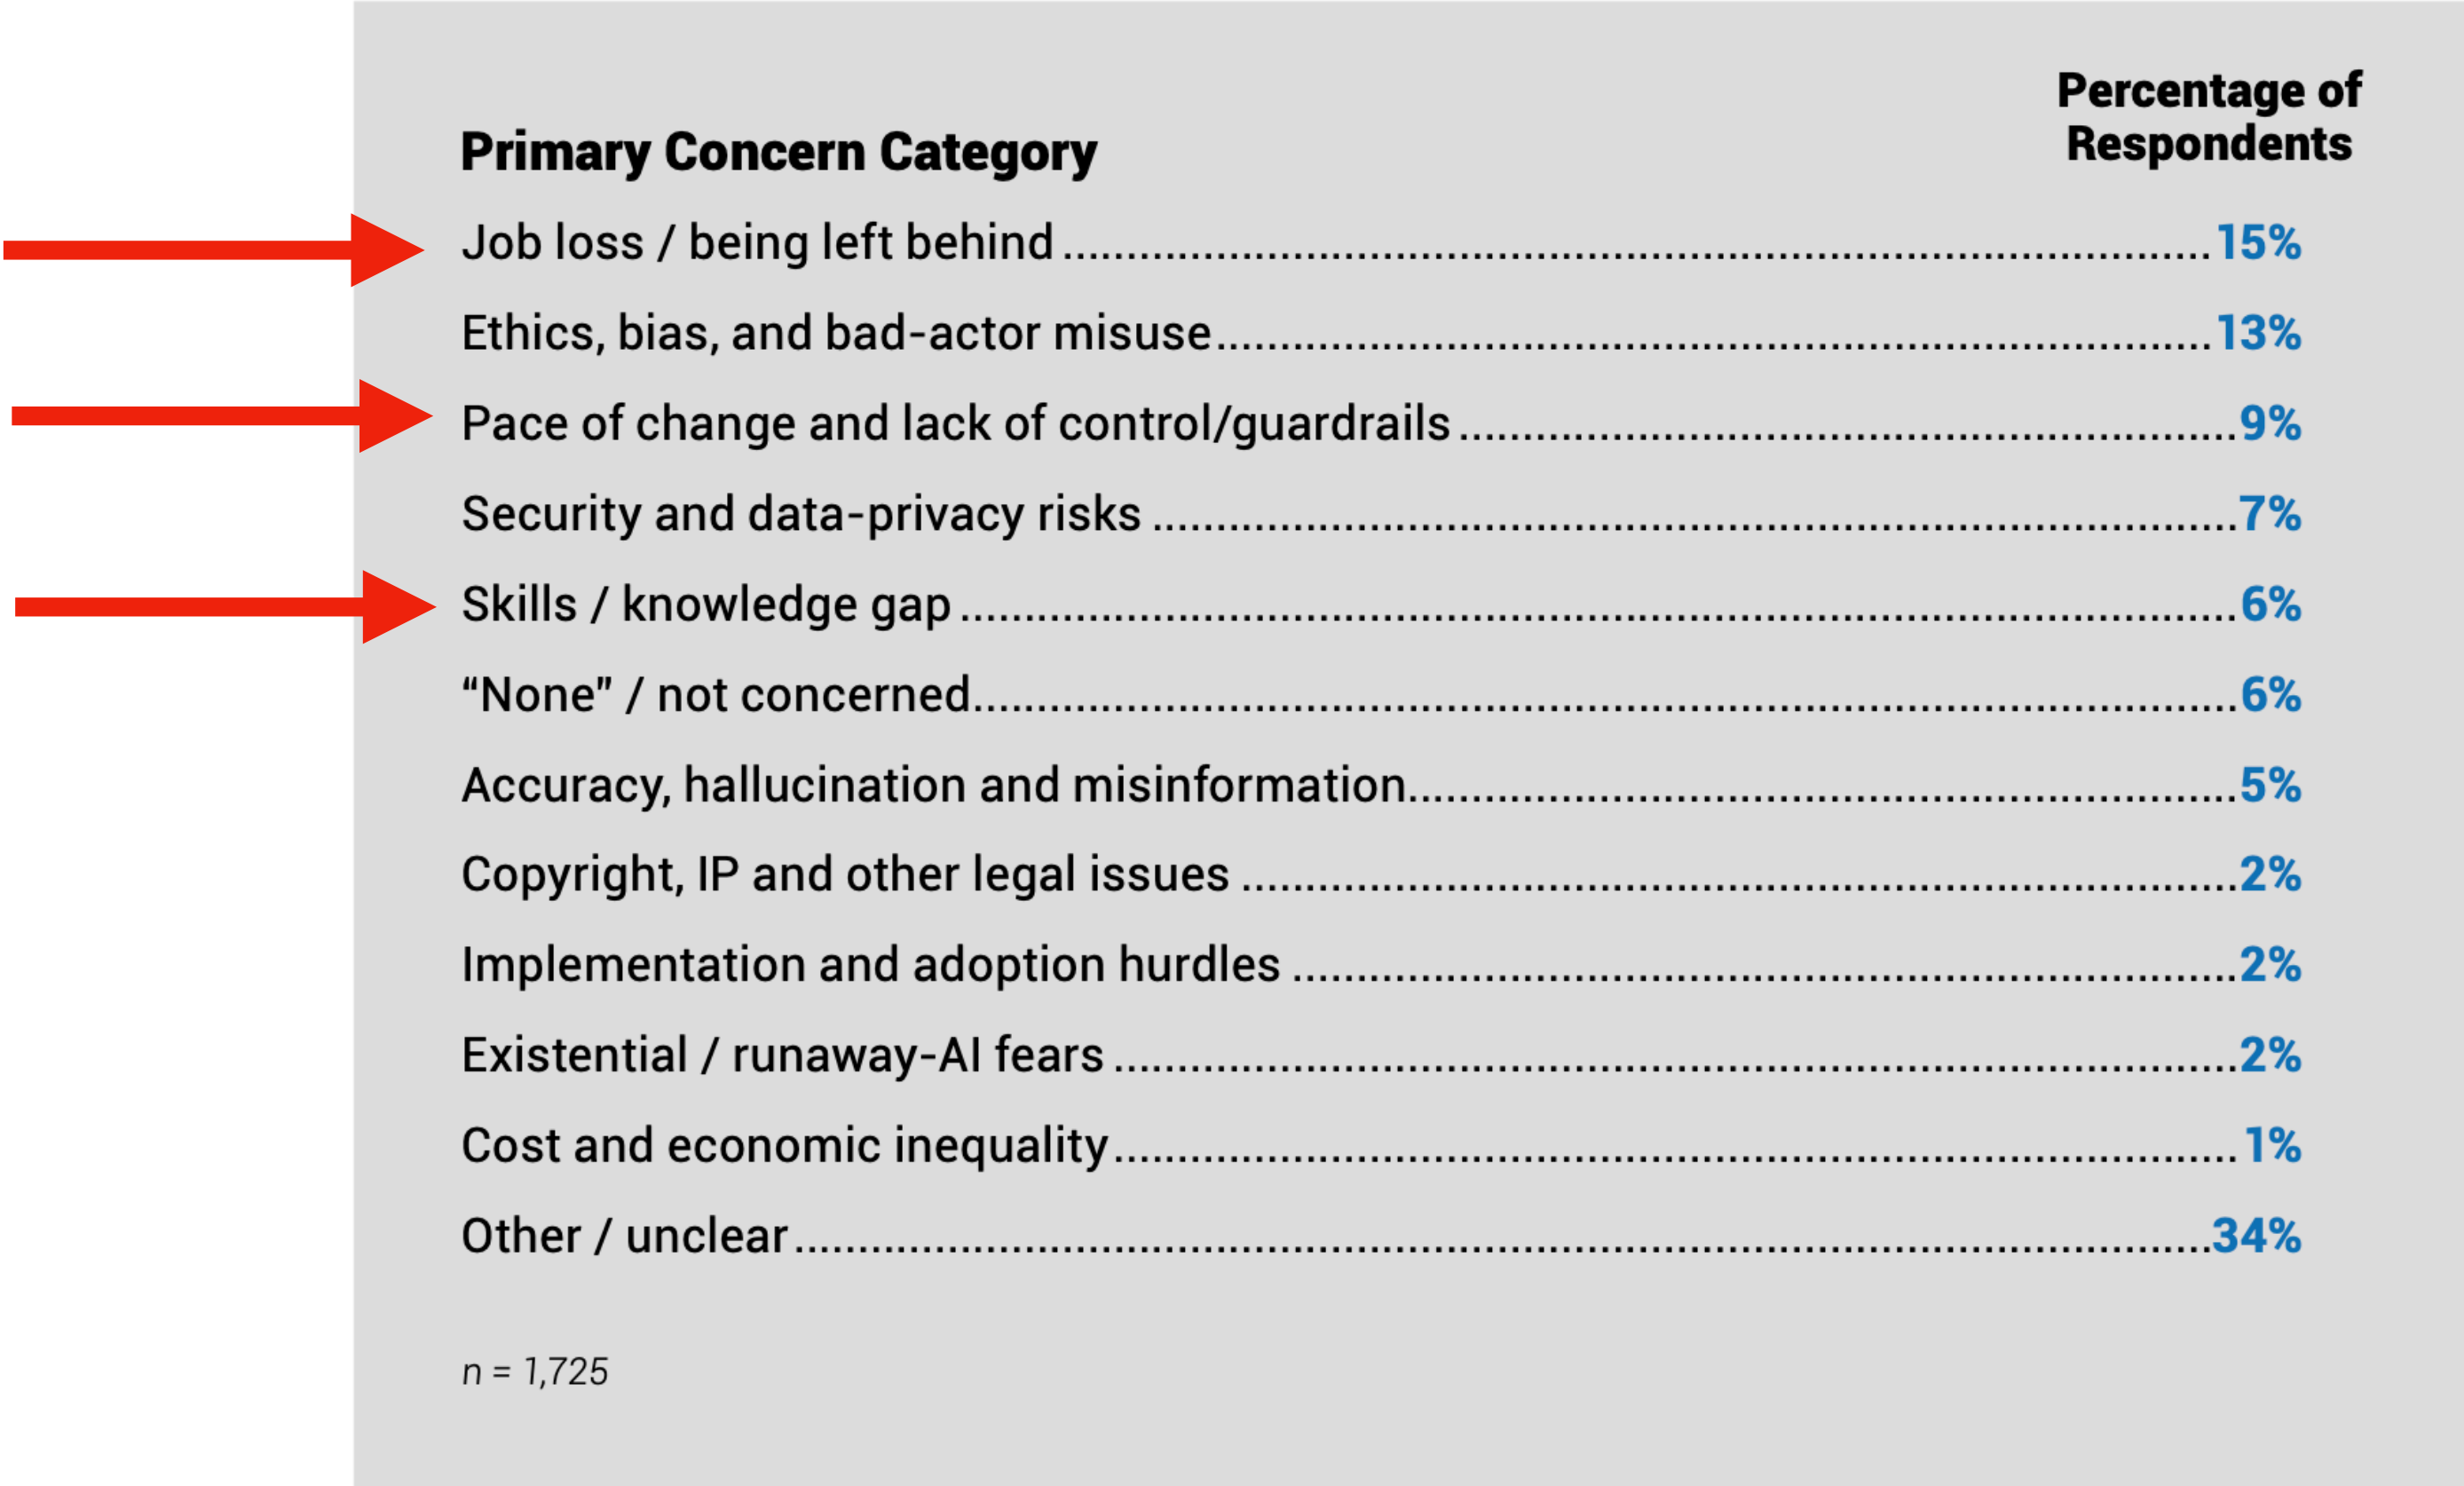 Percentage of
Respondents
Primary Concern Category
Job loss / being left behind 15%
Ethics, bias, and bad-actor misuse 13%
Pace of change and lack of control/guardrails 9%
Security and data-privacy risks 7%
Skills / knowledge gap 6%
“None” / not concerned 6%
Accuracy, hallucination and misinformation 5%
Copyright, IP and other legal issues 2%
Implementation and adoption hurdles 2%
Existential / runaway-AI fears 2%
Cost and economic inequality 1%
Other / unclear 34%
n = 1,725